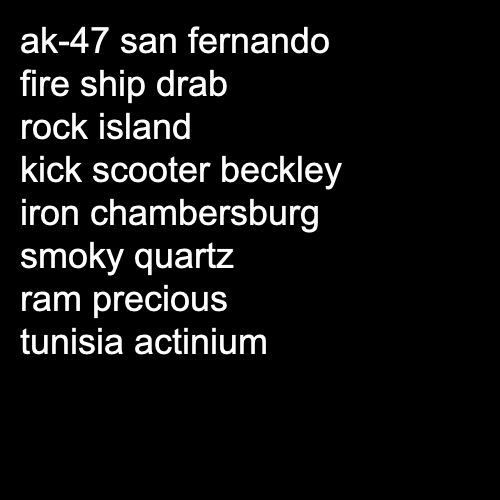 ak-47 san fernando
fire ship drab
rock island
kick scooter beckley
iron chambersburg
smoky quartz
ram precious
tunisia actinium